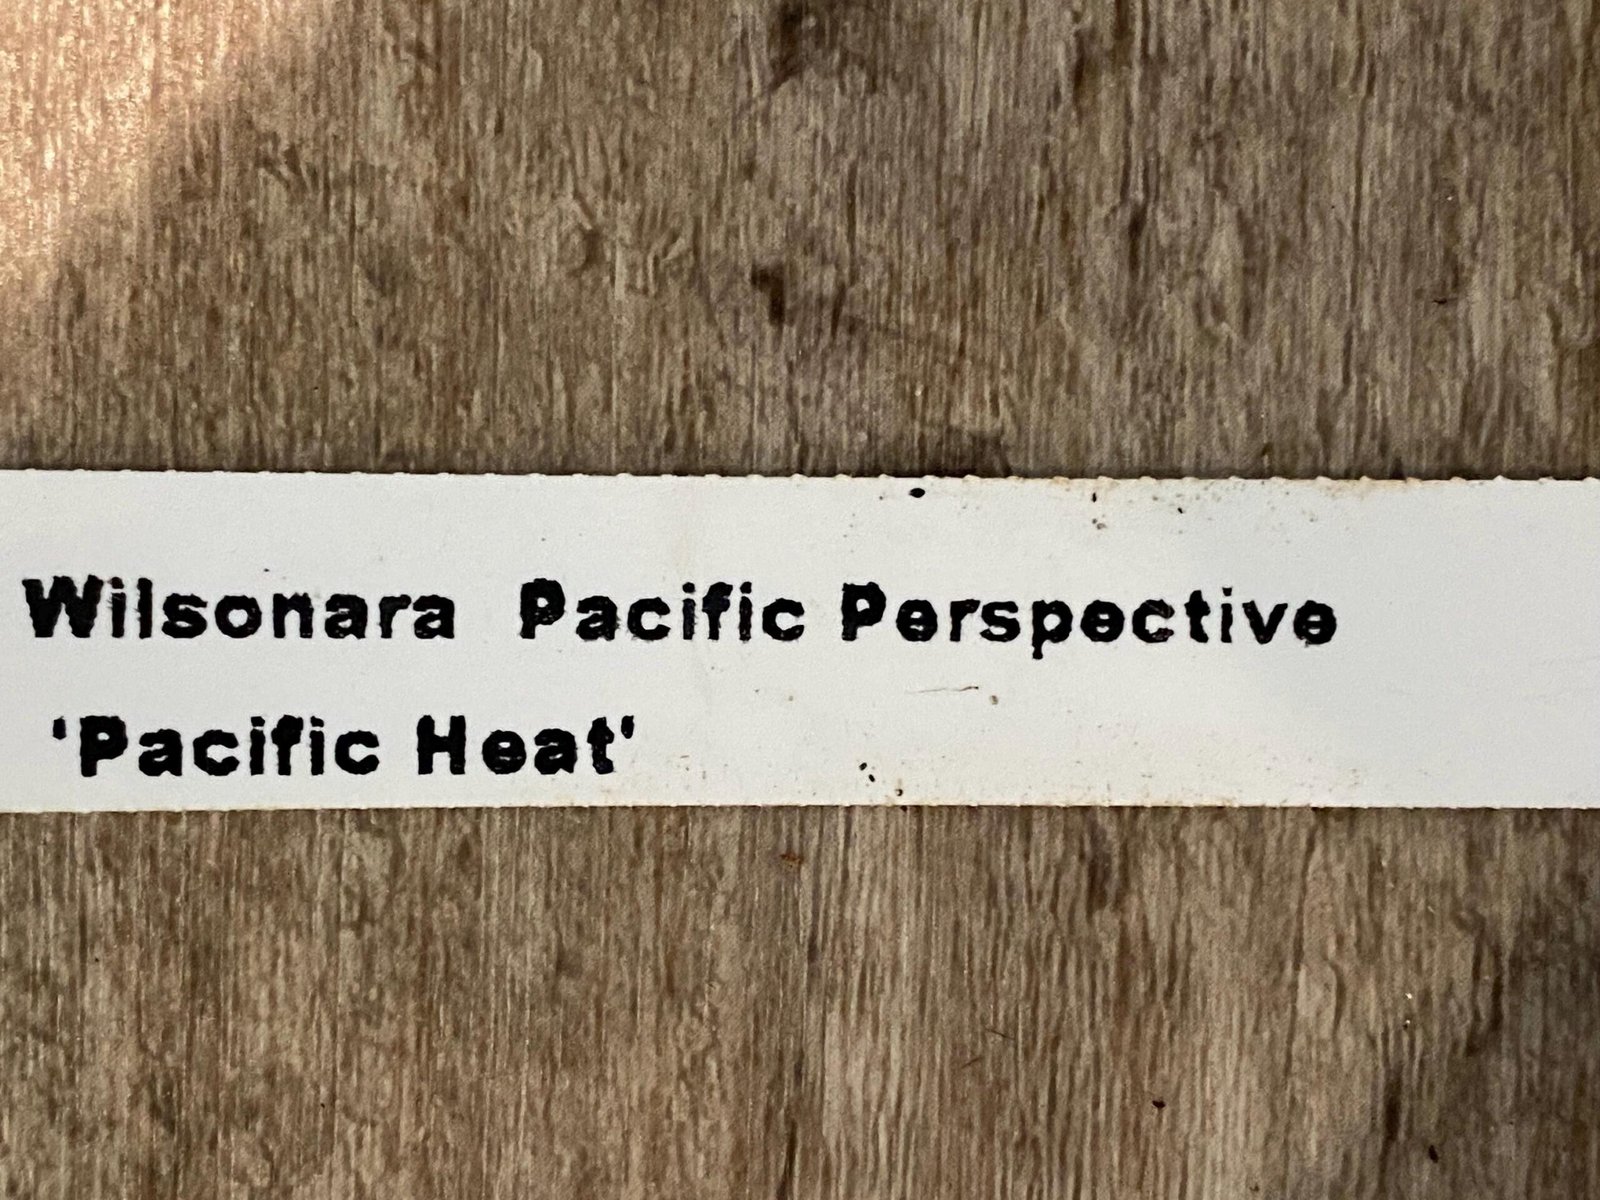 Wilsonara Pacific Perspective
'Pacific Heat'